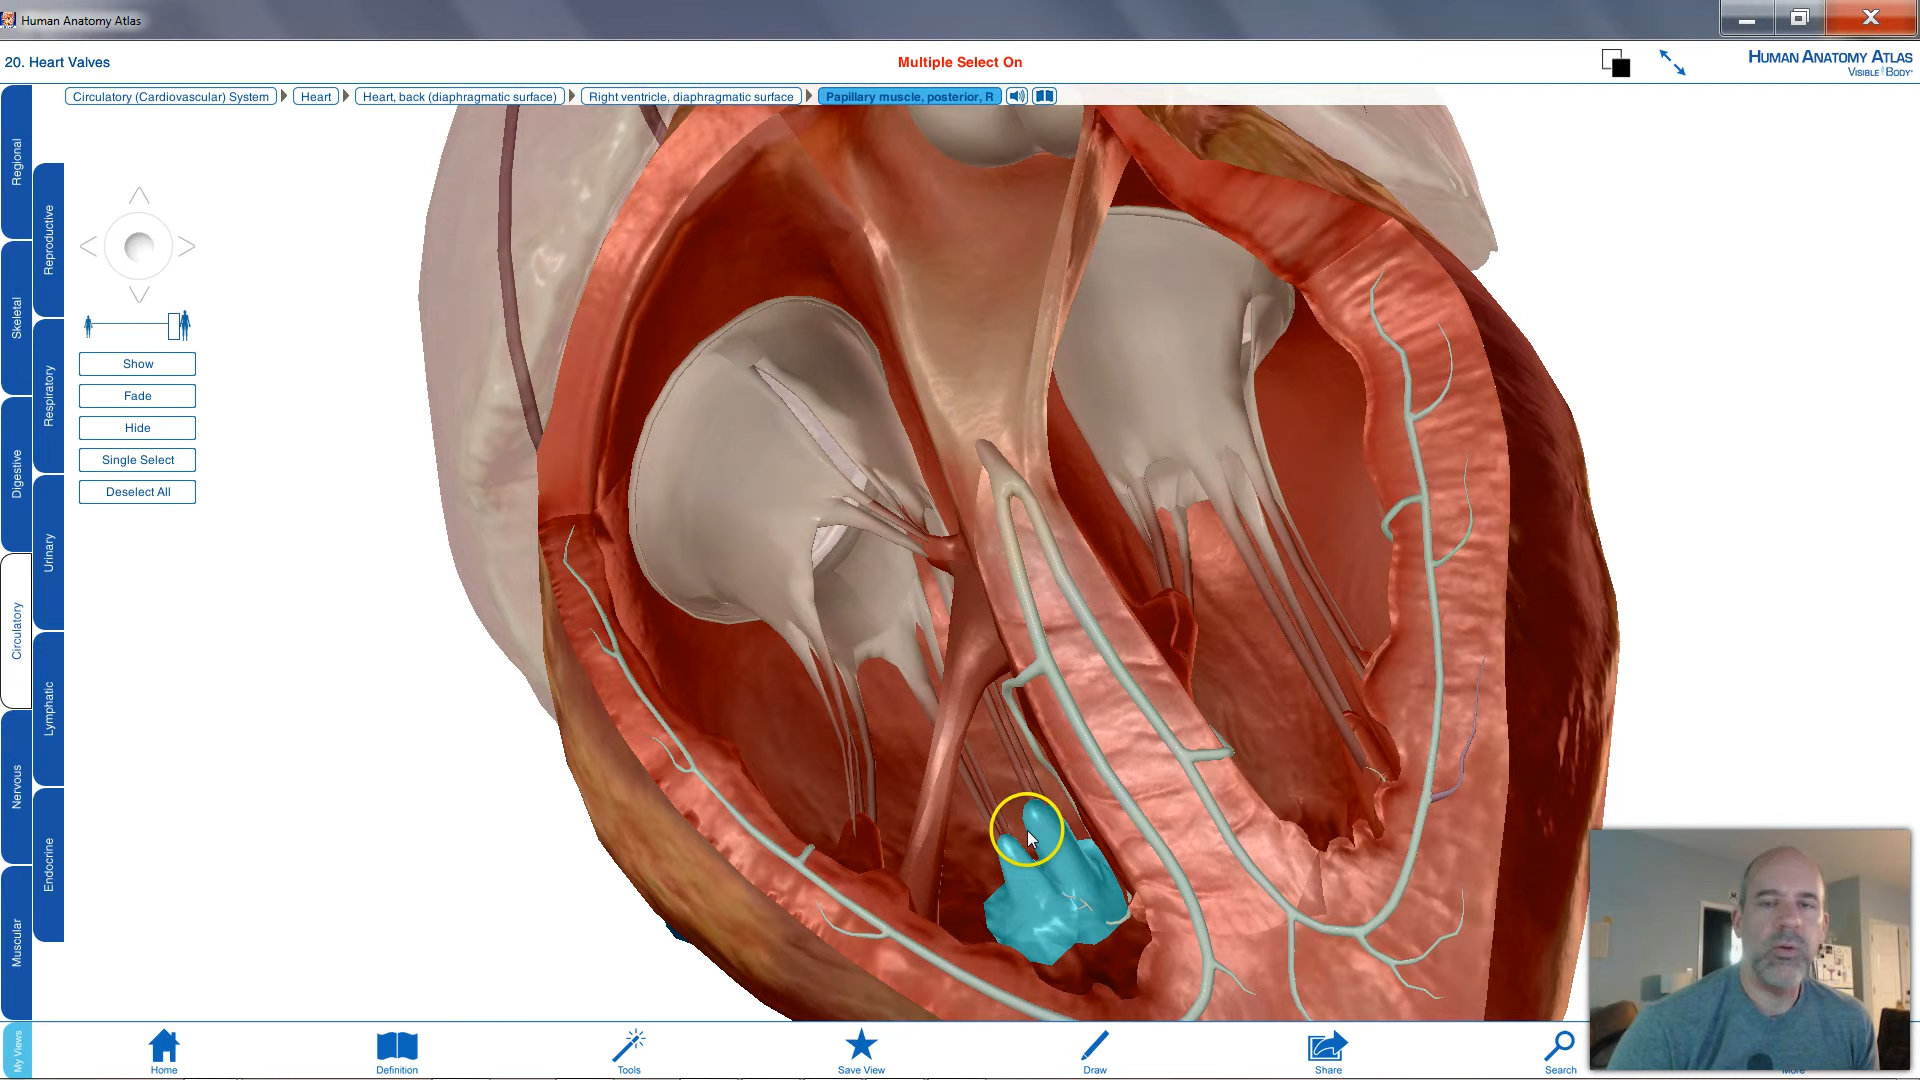 Human Anatomy Atlas
20. Heart Valves
Multiple Select On
HUMAN ANATOMY ATLAS
VISIBLE BODY®
Circulatory (Cardiovascular) System
Heart
Heart, back (diaphragmatic surface)
Right ventricle, diaphragmatic surface
Papillary muscle, posterior, R
Regional
Skeletal
Digestive
Circulatory
Nervous
Muscular
My Views
Reproductive
Respiratory
Urinary
Lymphatic
Endocrine
Show
Fade
Hide
Single Select
Deselect All
Home
Definition
Tools
Save View
Draw
Share
Search
More